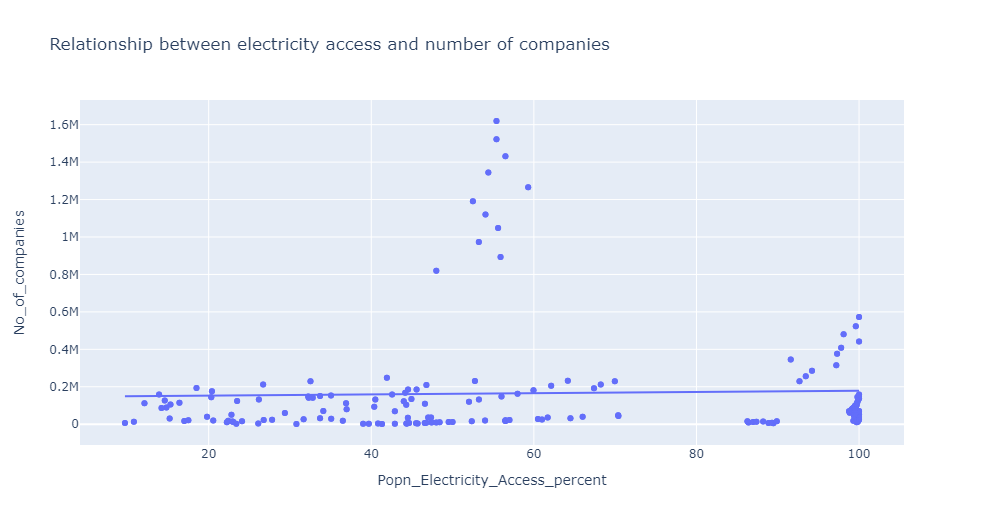 Relationship between electricity access and number of companies
1.6M
1.4M
1.2M
1M
0.8M
0.6M
0.4M
0.2M
0
No_of_companies
20
40
60
80
100
Popn_Electricity_Access_percent